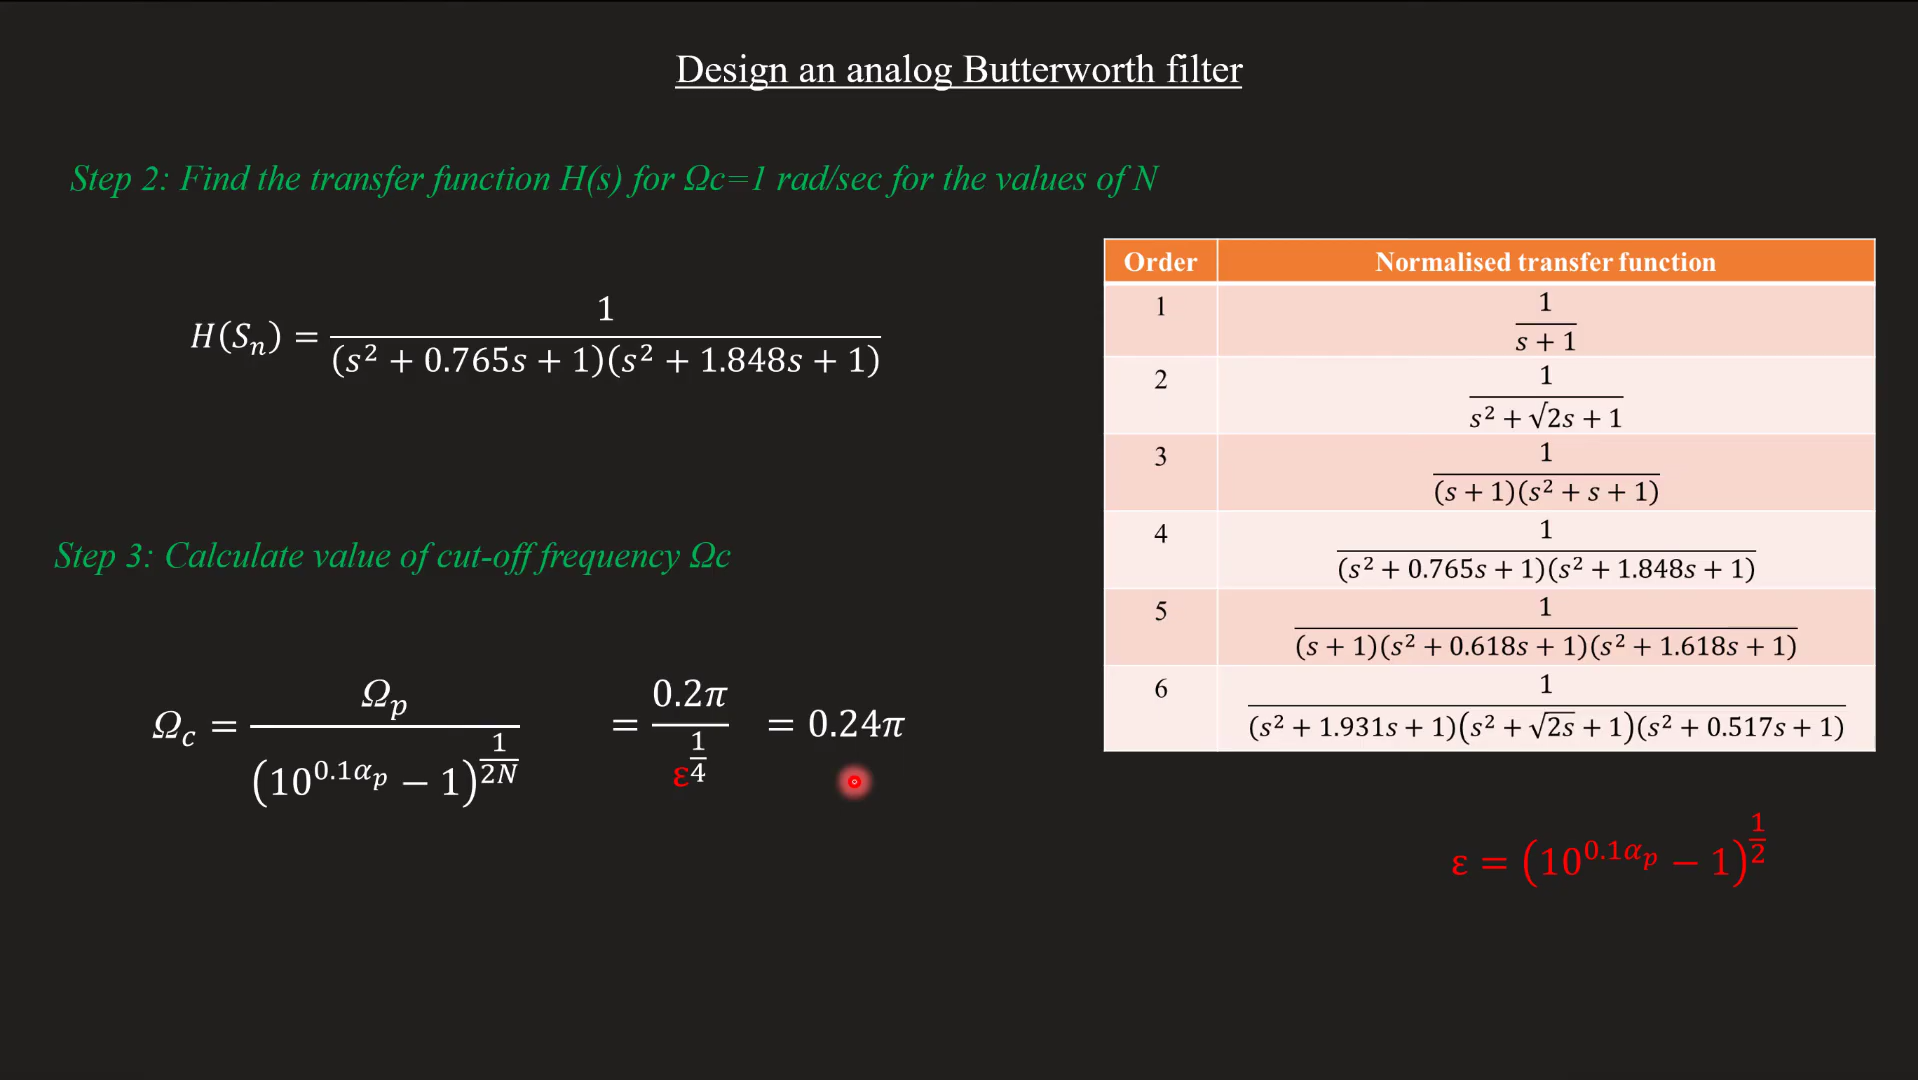 Design an analog Butterworth filter
Step 2: Find the transfer function H(s) for Ωc=1 rad/sec for the values of N
H(Sₙ) = 1 / ((s² + 0.765s + 1)(s² + 1.848s + 1))
Step 3: Calculate value of cut-off frequency Ωc
Ω_c = Ω_p / (10^{0.1α_p} − 1)^{1/2N} = 0.2π / ε^{1/4} = 0.24π
Order Normalised transfer function
1 1 / (s + 1)
2 1 / (s² + √2s + 1)
3 1 / ((s + 1)(s² + s + 1))
4 1 / ((s² + 0.765s + 1)(s² + 1.848s + 1))
5 1 / ((s + 1)(s² + 0.618s + 1)(s² + 1.618s + 1))
6 1 / ((s² + 1.931s + 1)(s² + √2s + 1)(s² + 0.517s + 1))
ε = (10^{0.1α_p} − 1)^{1/2}